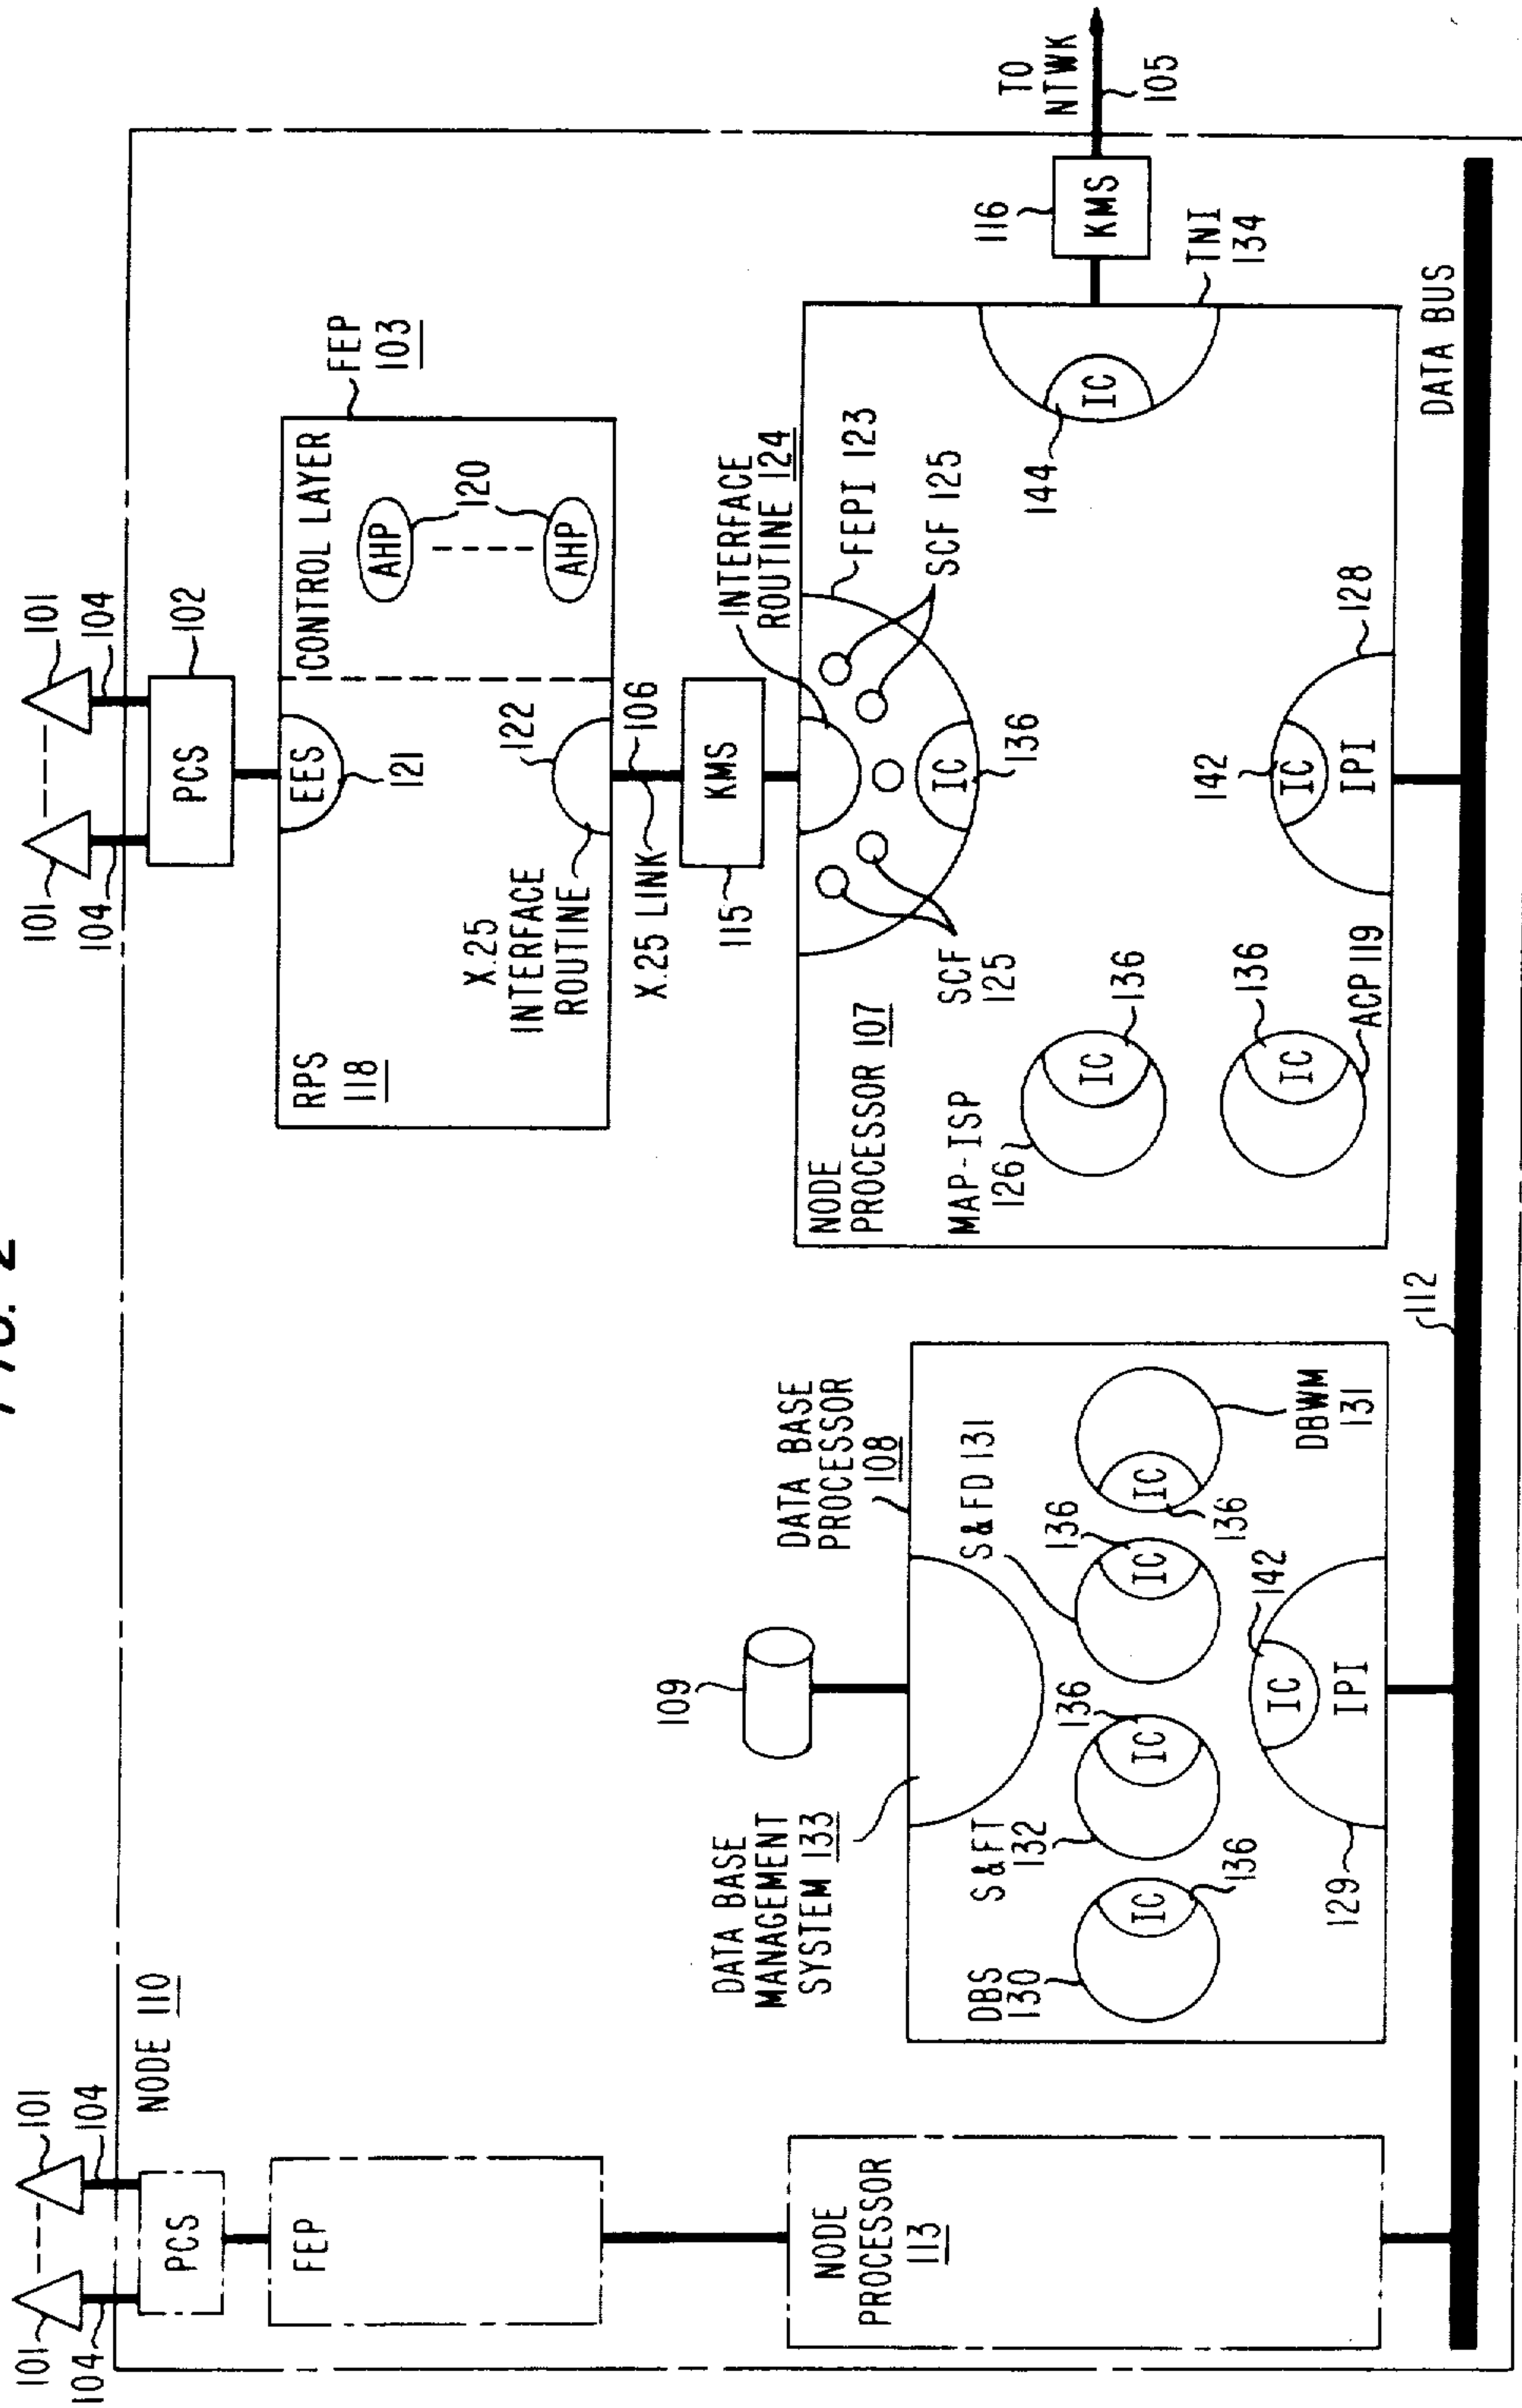 FIG. 2
101
101
104
104
NODE 110
PCS
FEP
NODE
PROCESSOR
113
101
101
104
104
PCS
102
EES
121
CONTROL LAYER
FEP
103
AHP
120
AHP
RPS
118
X.25
INTERFACE
ROUTINE
122
X.25 LINK
106
KMS
115
INTERFACE
ROUTINE 124
FEPI 123
SCF 125
SCF
125
IC
136
NODE
PROCESSOR 107
MAP-ISP
126
IC
136
IC
136
ACP 119
IC
142
IPI
128
IC
144
TNI
134
KMS
116
TO
NTWK
105
109
DATA BASE
MANAGEMENT
SYSTEM 133
DATA BASE
PROCESSOR
108
DBS
130
IC
136
S&FT
132
IC
136
S&FD 131
IC
136
IC
136
DBWM
131
IC
142
IPI
129
112
DATA BUS